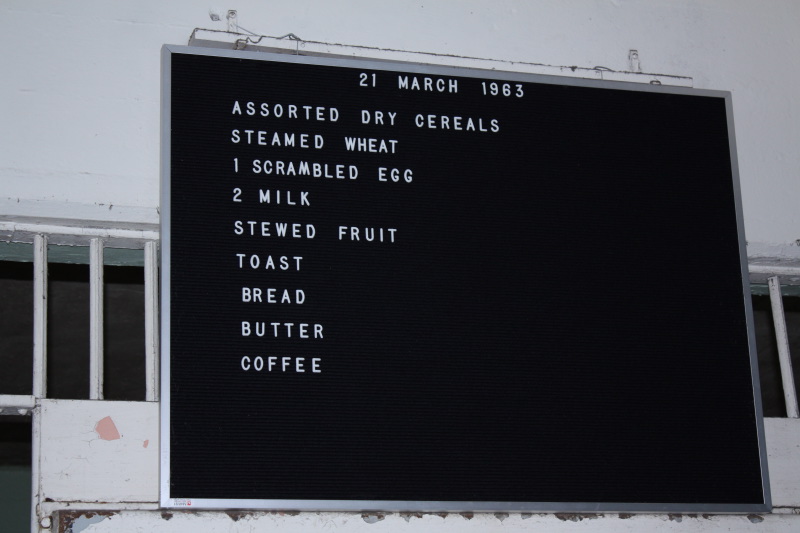 21 MARCH 1963
ASSORTED DRY CEREALS
STEAMED WHEAT
1 SCRAMBLED EGG
2 MILK
STEWED FRUIT
TOAST
BREAD
BUTTER
COFFEE